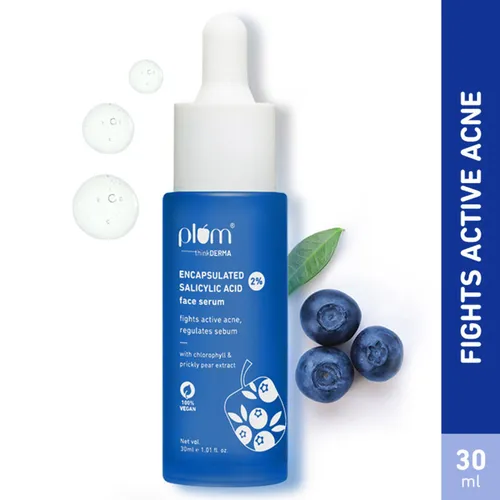 plúm
thinkDERMA
ENCAPSULATED
SALICYLIC ACID 2%
face serum
fights active acne,
regulates sebum
with chlorophyll &
prickly pear extract
100%
VEGAN
Net vol.
30ml I 1.01 fl. oz.
FIGHTS ACTIVE ACNE
30
ml